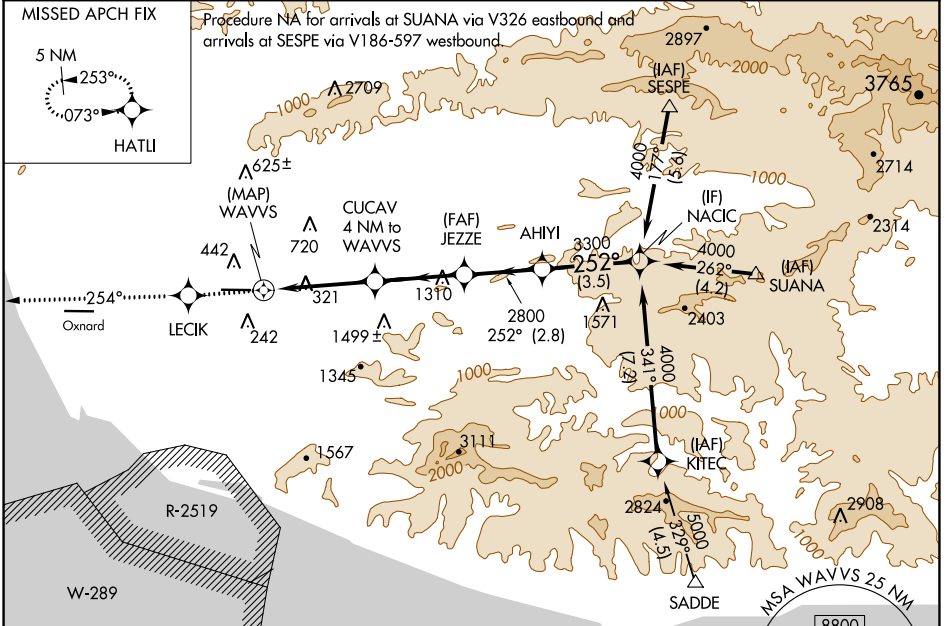 MISSED APCH FIX
5 NM
253°
073°
HATLI
Procedure NA for arrivals at SUANA via V326 eastbound and
arrivals at SESPE via V186-597 westbound.
2897
2000
3765
(IAF)
SESPE
2709
1000
4000
177°
(5.6)
2714
1000
625±
(MAP)
WAVVS
(IF)
NACIC
2314
CUCAV
4 NM to
WAVVS
(FAF)
JEZZE
AHIYI
720
442
3300
252°
(3.5)
4000
262°
(4.2)
(IAF)
SUANA
254°
Oxnard
LECIK
321
1310
242
1499±
2800
252° (2.8)
1571
2403
1345
1000
4000
341°
(7.2)
1000
1567
3111
2000
(IAF)
KITEC
R-2519
2824
5000
329°
(4.5)
2908
1000
W-289
SADDE
MSA WAVVS 25 NM
8800